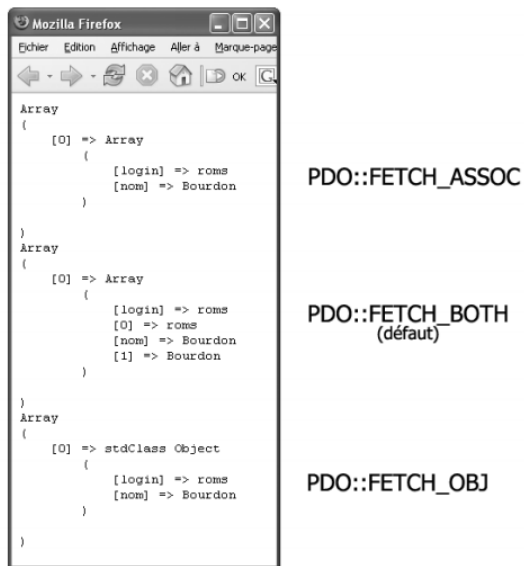 Mozilla Firefox
Fichier Edition Affichage Aller à Marque-page
OK G
Array
(
[0] => Array
(
[login] => roms
[nom] => Bourdon
)
)
PDO::FETCH_ASSOC
Array
(
[0] => Array
(
[login] => roms
[0] => roms
[nom] => Bourdon
[1] => Bourdon
)
)
PDO::FETCH_BOTH
(défaut)
Array
(
[0] => stdClass Object
(
[login] => roms
[nom] => Bourdon
)
)
PDO::FETCH_OBJ